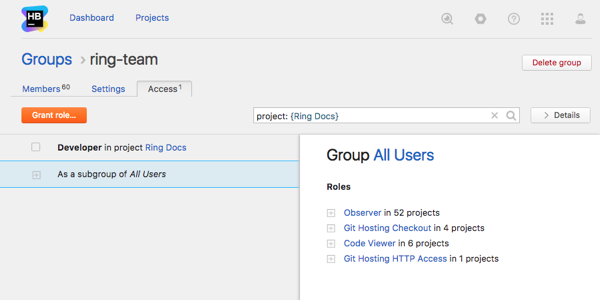 HB
Dashboard Projects
Groups › ring-team
Delete group
Members 60 Settings Access 1
Grant role...
project: {Ring Docs}
> Details
Developer in project Ring Docs
As a subgroup of All Users
Group All Users
Roles
Observer in 52 projects
Git Hosting Checkout in 4 projects
Code Viewer in 6 projects
Git Hosting HTTP Access in 1 projects